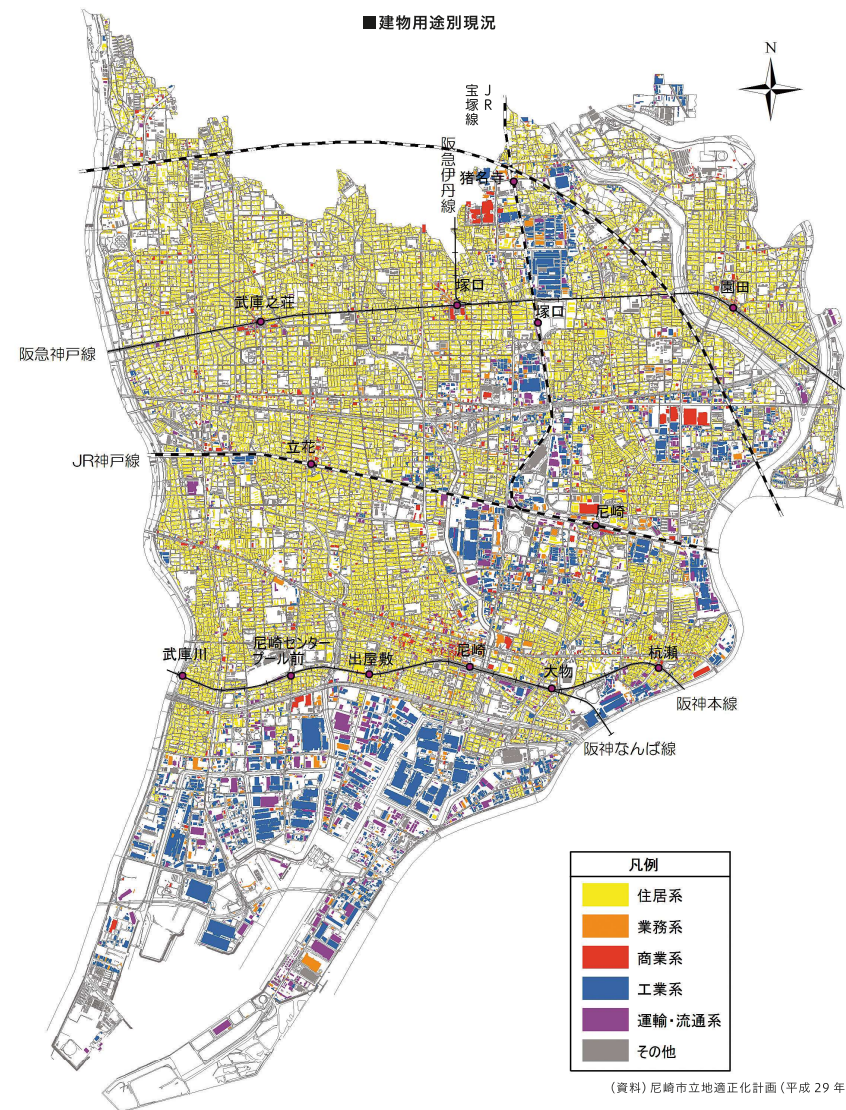 ■建物用途別現況
N
JR
宝塚線
阪急伊丹線
猪名寺
塚口
武庫之荘
塚口
園田
阪急神戸線
立花
JR神戸線
尼崎
武庫川
尼崎センター
プール前
出屋敷
尼崎
大物
杭瀬
阪神本線
阪神なんば線
凡例
住居系
業務系
商業系
工業系
運輸・流通系
その他
(資料)尼崎市立地適正化計画(平成 29 年